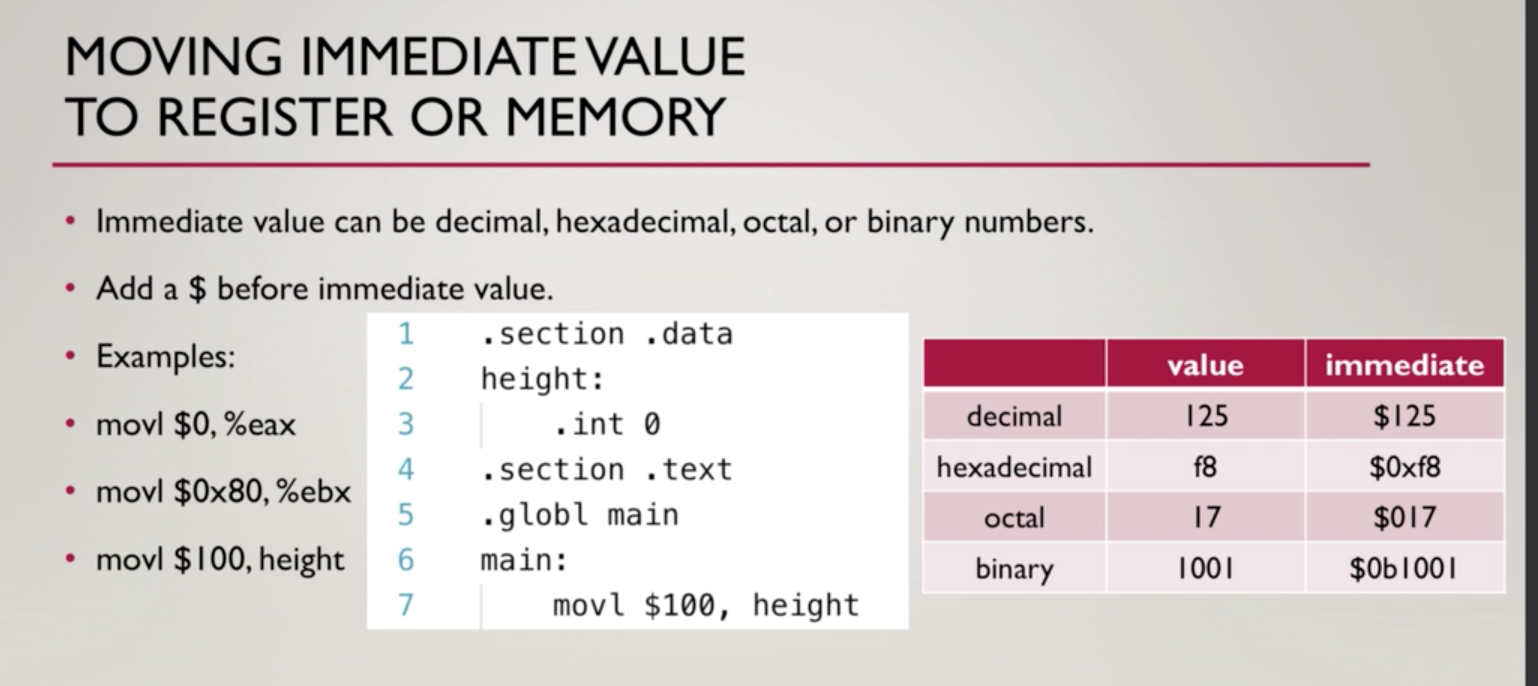 MOVING IMMEDIATE VALUE
TO REGISTER OR MEMORY
• Immediate value can be decimal, hexadecimal, octal, or binary numbers.
• Add a $ before immediate value.
• Examples:
• movl $0, %eax
• movl $0x80, %ebx
• movl $100, height
1 .section .data
2 height:
3 .int 0
4 .section .text
5 .globl main
6 main:
7 movl $100, height
value immediate
decimal 125 $125
hexadecimal f8 $0xf8
octal 17 $017
binary 1001 $0b1001